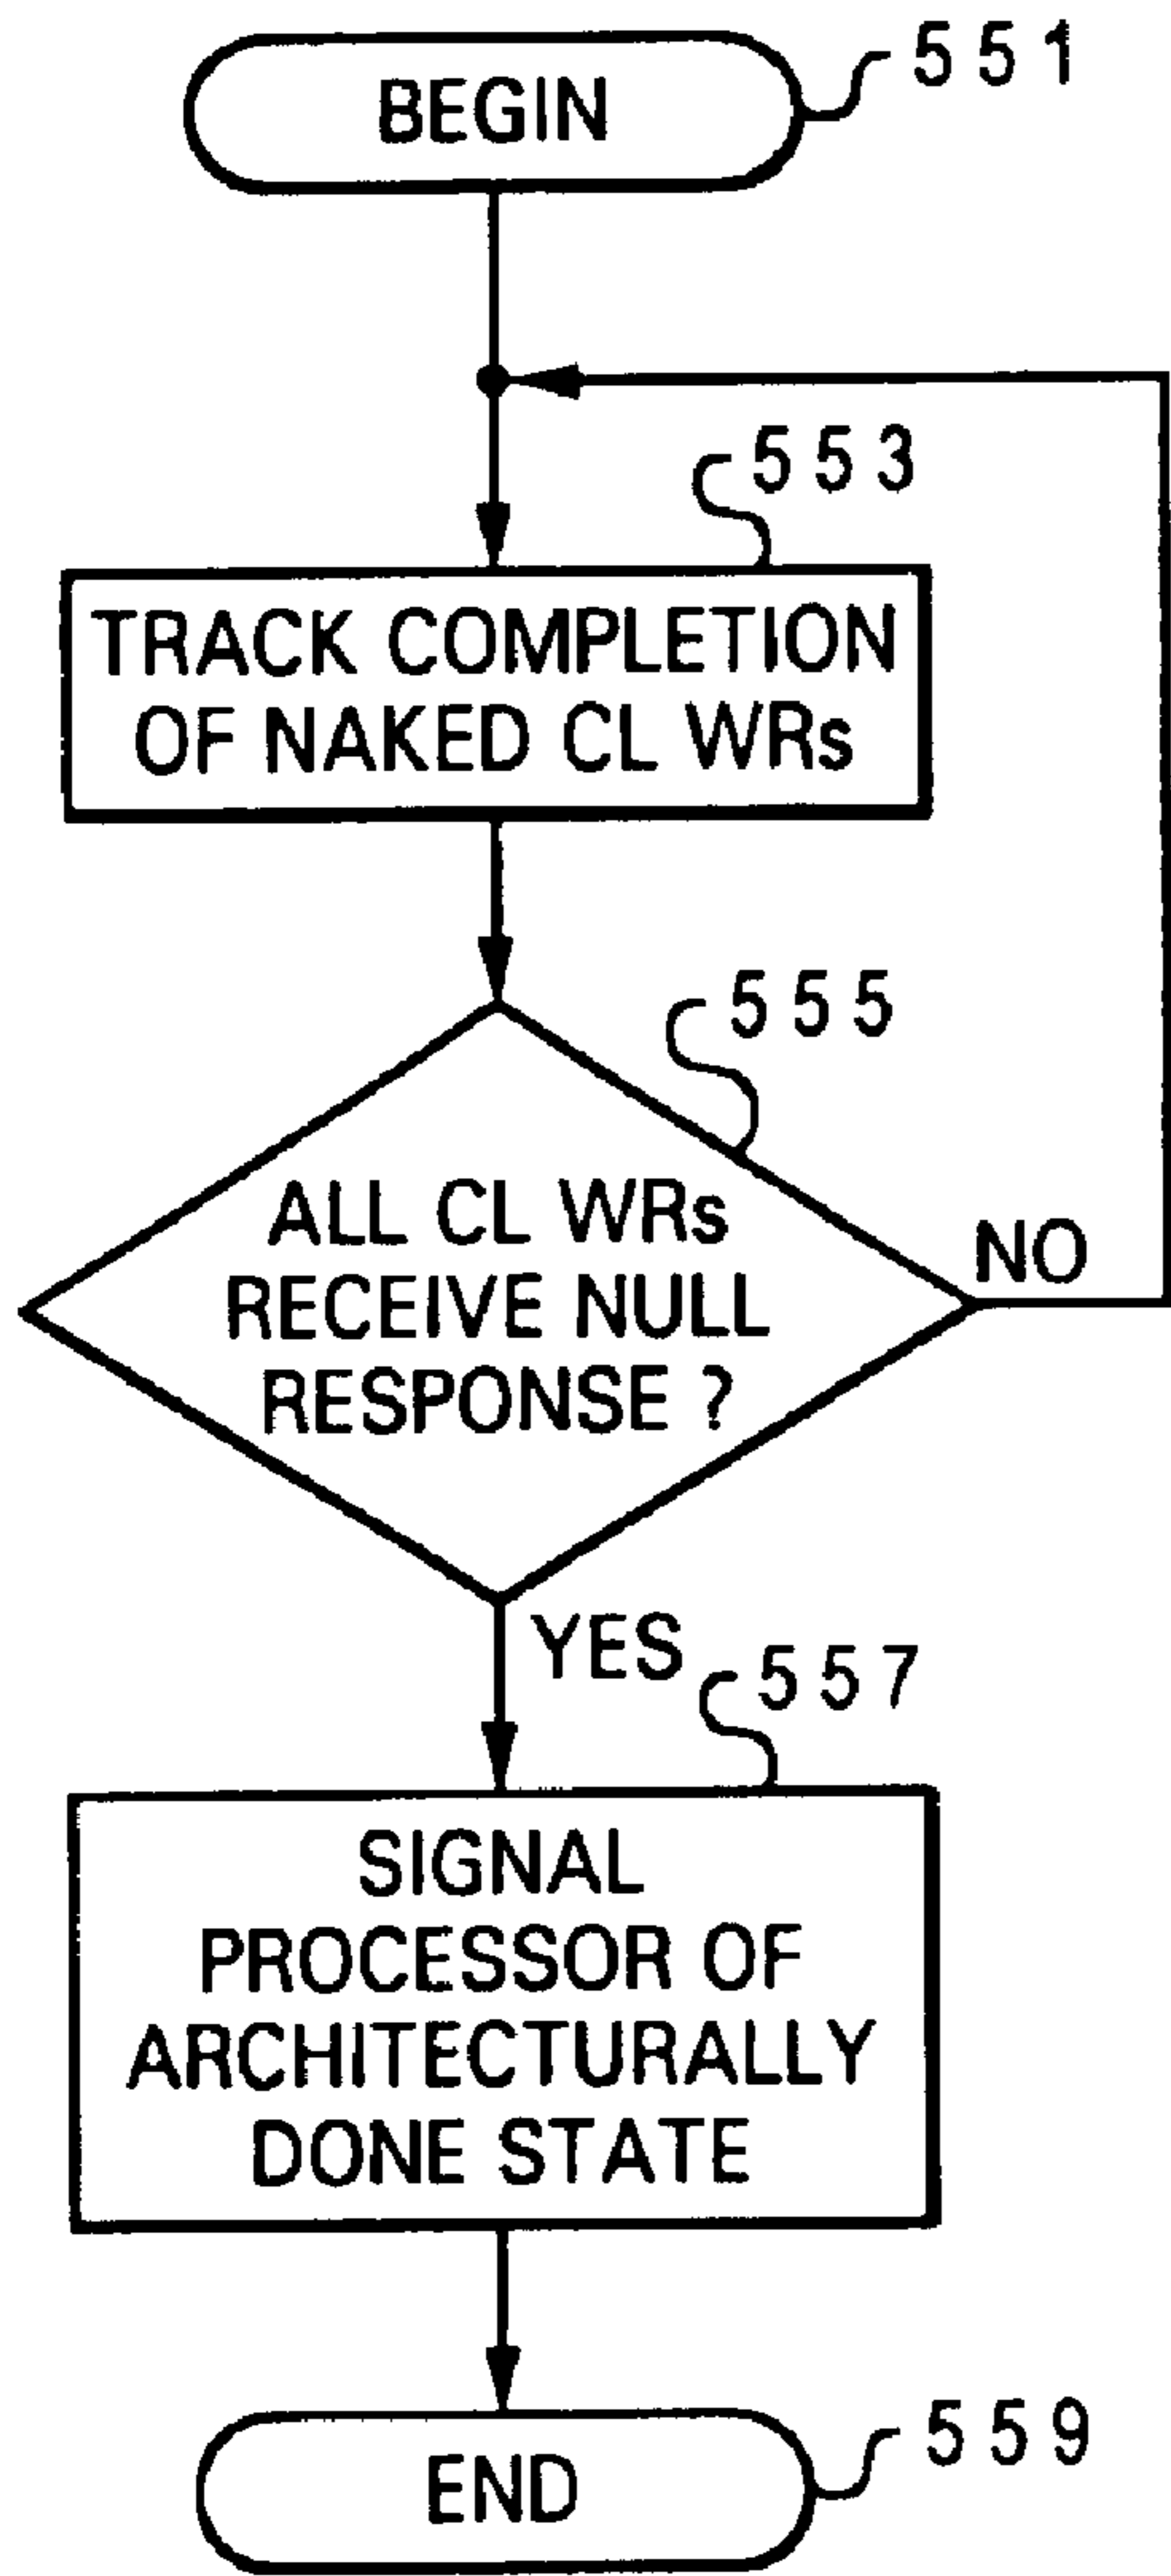 BEGIN
551
553
TRACK COMPLETION
OF NAKED CL WRs
555
ALL CL WRs
RECEIVE NULL
RESPONSE ?
NO
YES
557
SIGNAL
PROCESSOR OF
ARCHITECTURALLY
DONE STATE
END
559